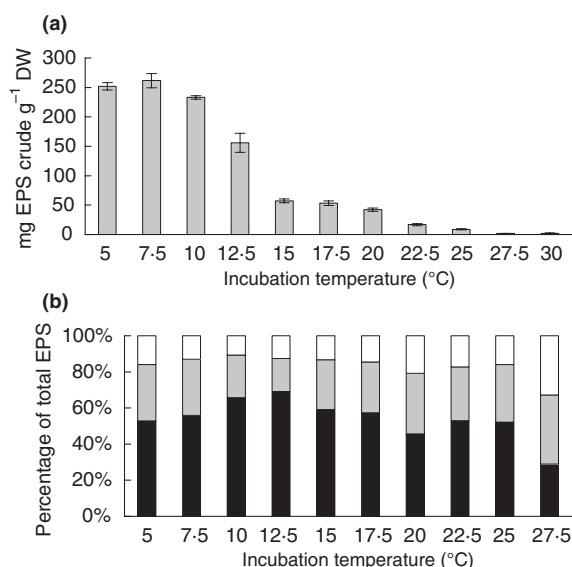 (a)
mg EPS crude g⁻¹ DW
300
250
200
150
100
50
0
5 7·5 10 12·5 15 17·5 20 22·5 25 27·5 30
Incubation temperature (°C)
(b)
Percentage of total EPS
100%
80%
60%
40%
20%
0%
5 7·5 10 12·5 15 17·5 20 22·5 25 27·5
Incubation temperature (°C)